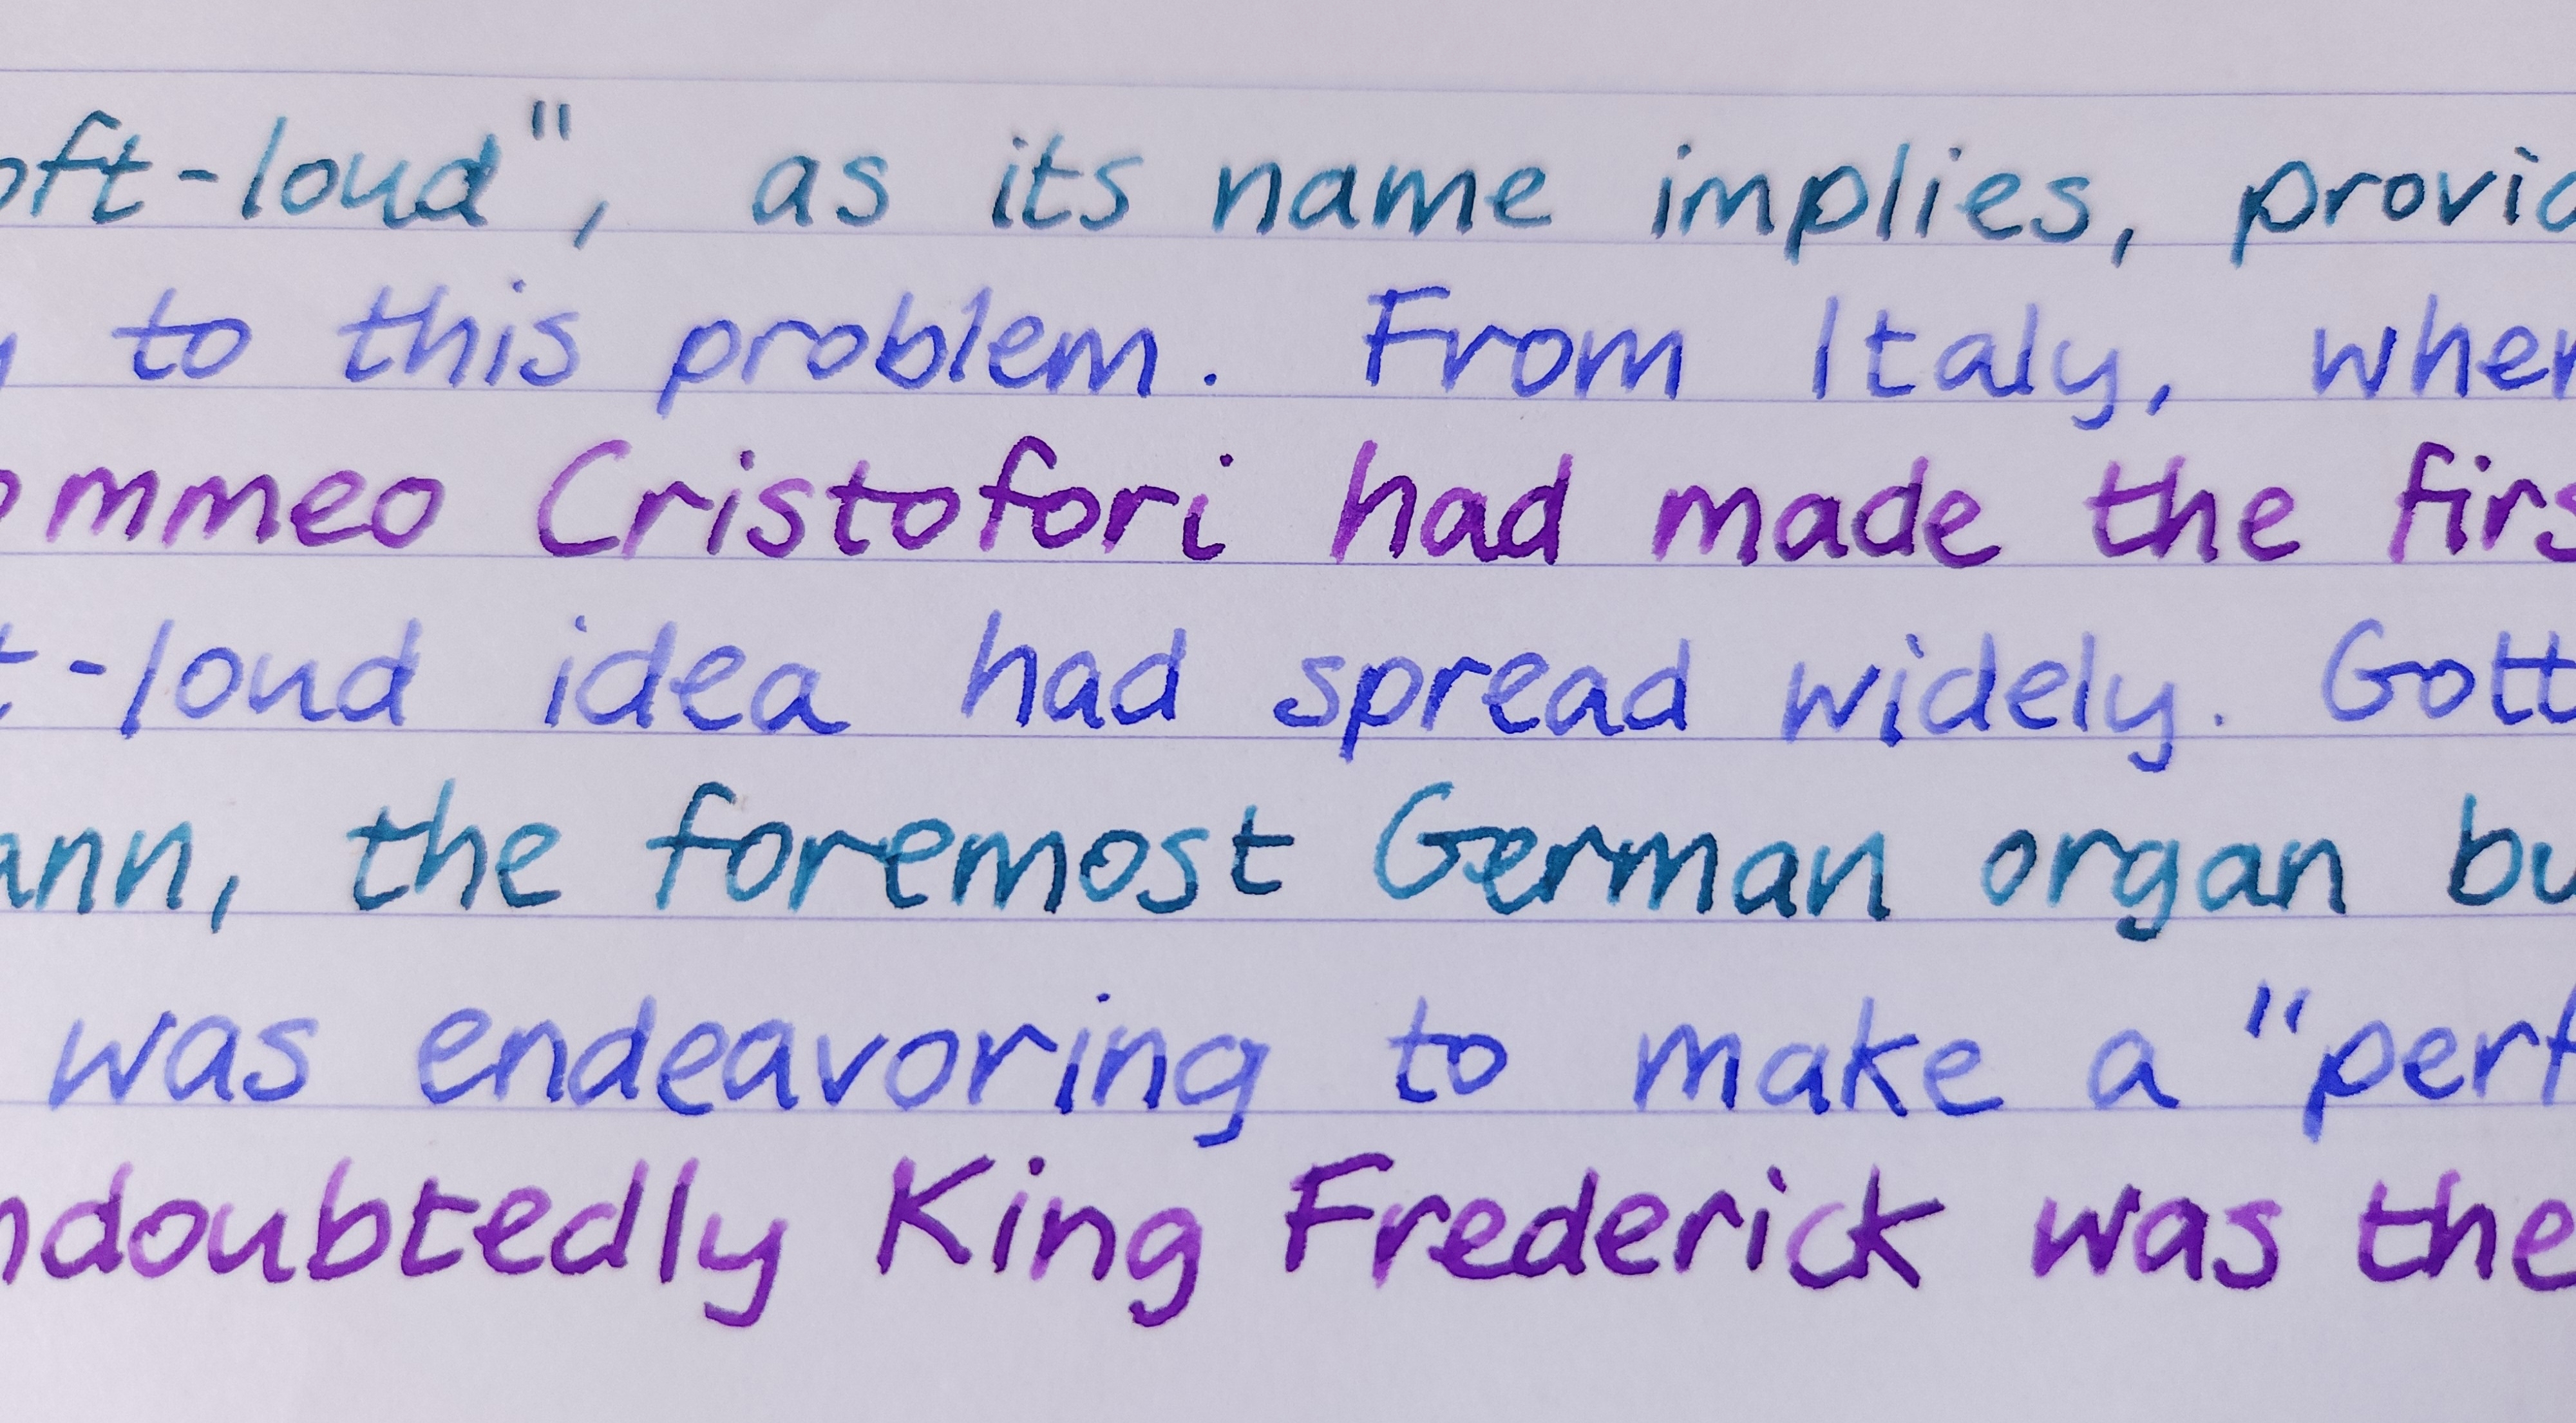 oft-loud", as its name implies, provid
to this problem. From Italy, wher
ommeo Cristofori had made the firs
t-loud idea had spread widely. Gott
ann, the foremost German organ bu
was endeavoring to make a "perf
ndoubtedly King Frederick was the